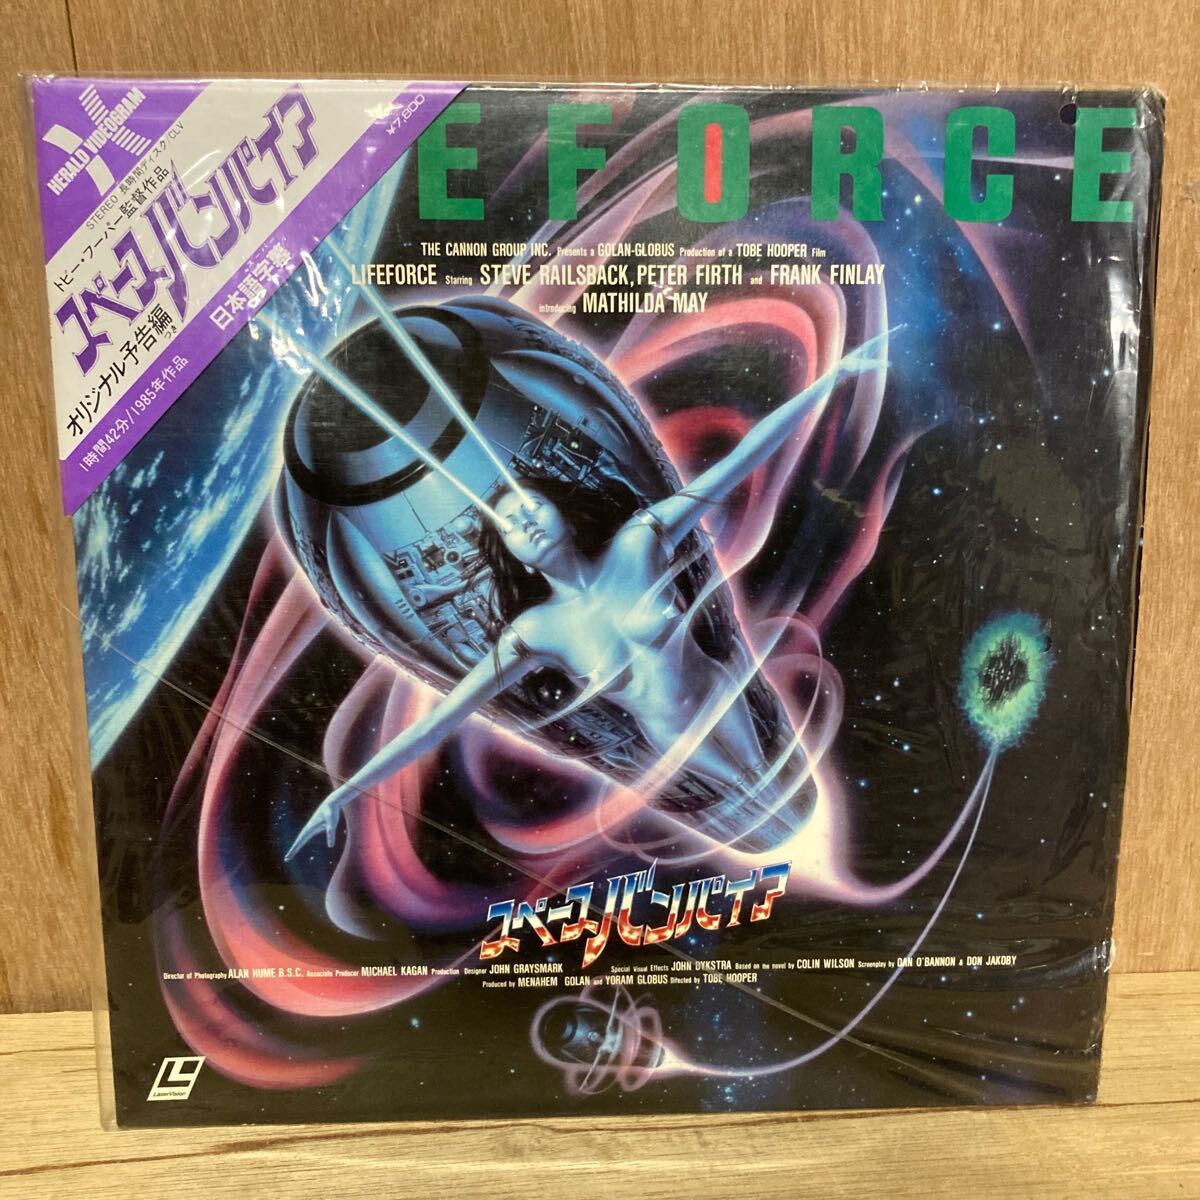 HERALD VIDEOGRAM
STEREO 長時間ディスク/CLV
¥7,800
トビー・フーパー監督作品
スペースバンパイア
日本語字幕
オリジナル予告編つき
1時間42分/1985年作品
EFORCE
THE CANNON GROUP INC. Presents a GOLAN-GLOBUS Production of a TOBE HOOPER Film
LIFEFORCE Starring STEVE RAILSBACK, PETER FIRTH and FRANK FINLAY
introducing MATHILDA MAY
スペースバンパイア
Director of Photography ALAN HUME B.S.C. Associate Producer MICHAEL KAGAN Production Designer JOHN GRAYSMARK Special Visual Effects JOHN DYKSTRA Based on the novel by COLIN WILSON Screenplay by DAN O'BANNON & DON JAKOBY
Produced by MENAHEM GOLAN and YORAM GLOBUS Directed by TOBE HOOPER
LaserVision